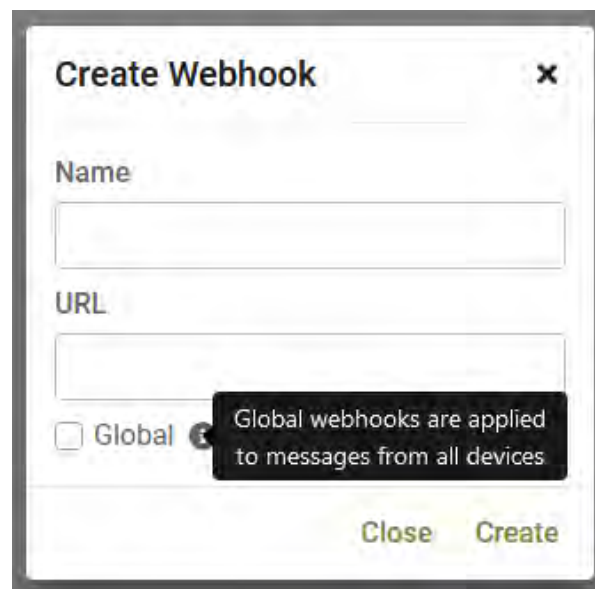 Create Webhook
Name
URL
Global
Global webhooks are applied
to messages from all devices
Close Create